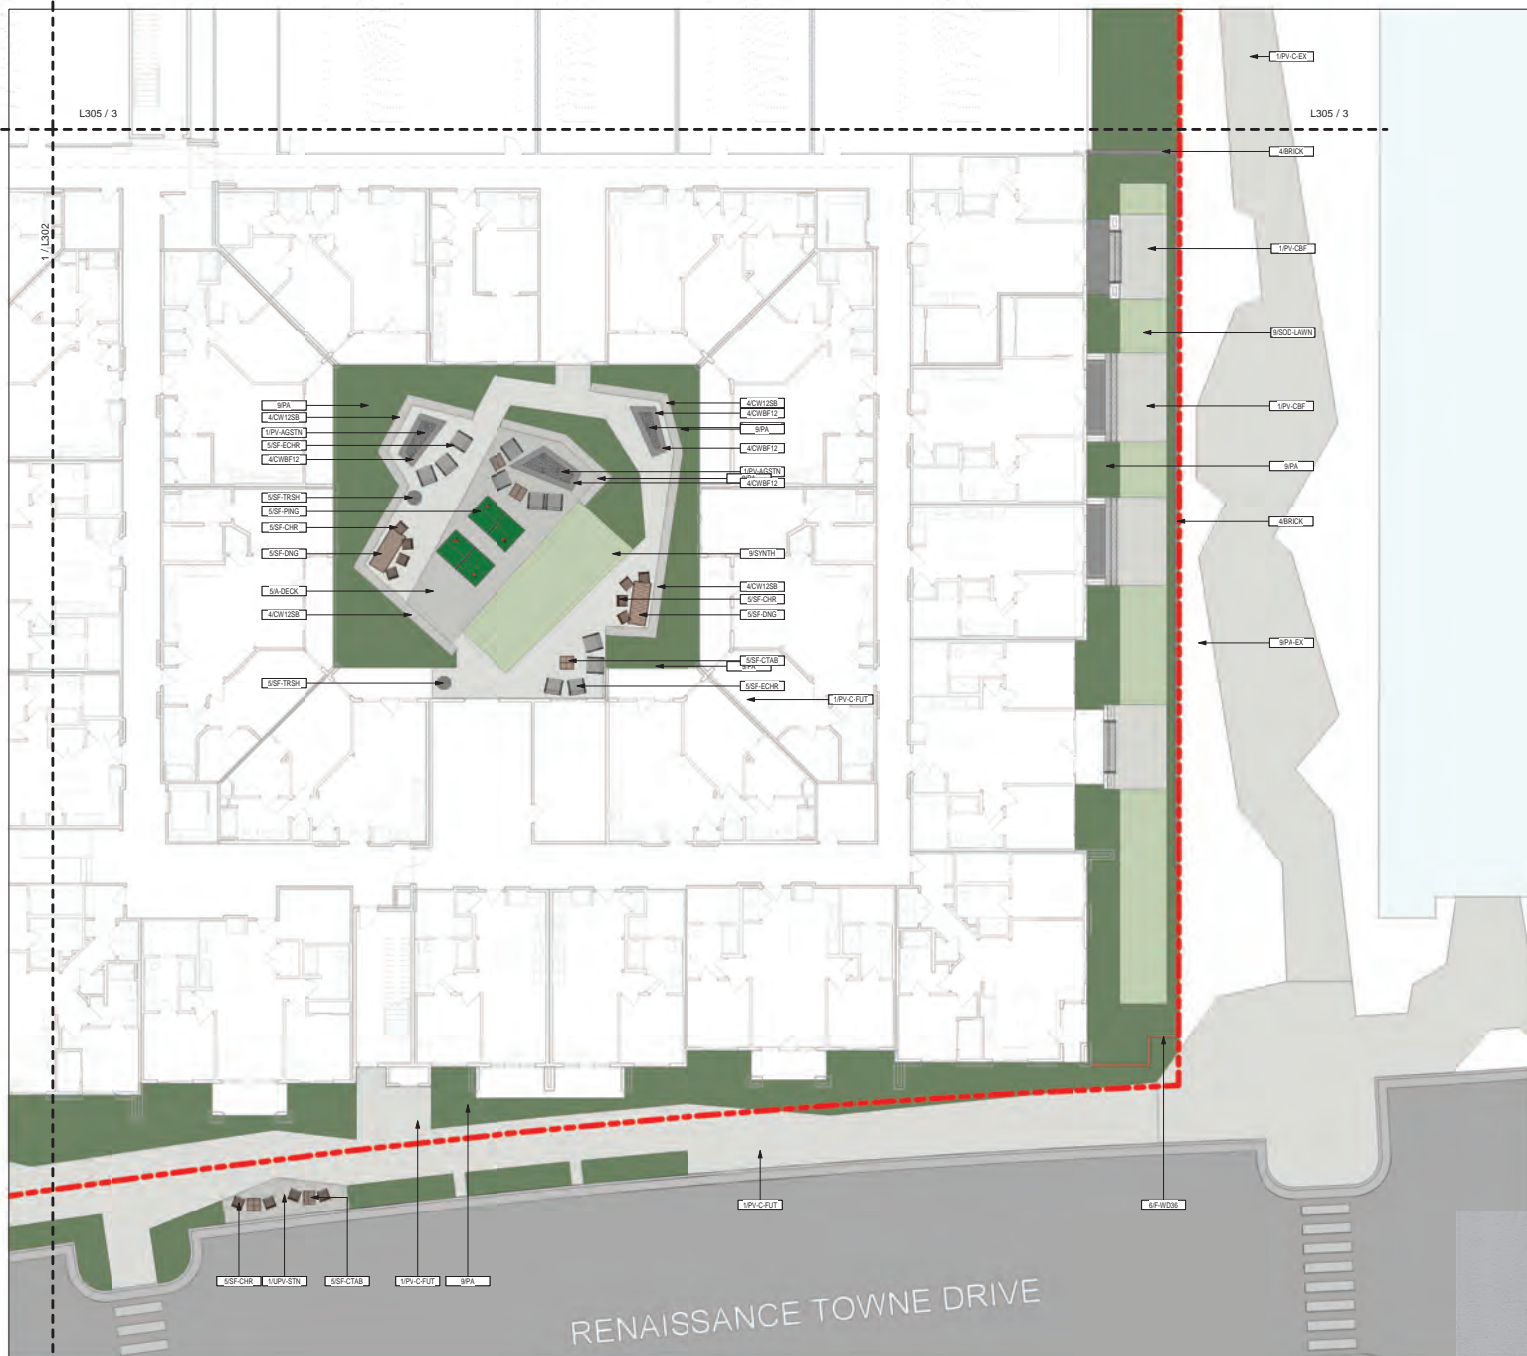 1/PV-C-EX
L305 / 3
L305 / 3
4/BRICK
1 / L302
1/PV-CBF
9/SOD-LAWN
9/PA
4/CW12SB
4/CW12SB
1/PV-CBF
4/CWBF12
4/CW12SB
1/PV-AGSTN
9/PA
5/SF-ECHR
4/CWBF12
4/CWBF12
9/PA
1/PV-AGSTN
4/CWBF12
5/SF-TRSH
5/SF-PING
4/BRICK
5/SF-CHR
5/SF-DNG
9/SYNTH
5/A-DECK
4/CW12SB
5/SF-CHR
4/CW12SB
5/SF-DNG
9/PA-EX
5/SF-CTAB
9/PA
5/SF-TRSH
5/SF-ECHR
1/PV-C-FUT
1/PV-C-FUT
6/F-WD36
5/SF-CHR
1/UPV-STN
5/SF-CTAB
1/PV-C-FUT
9/PA
RENAISSANCE TOWNE DRIVE